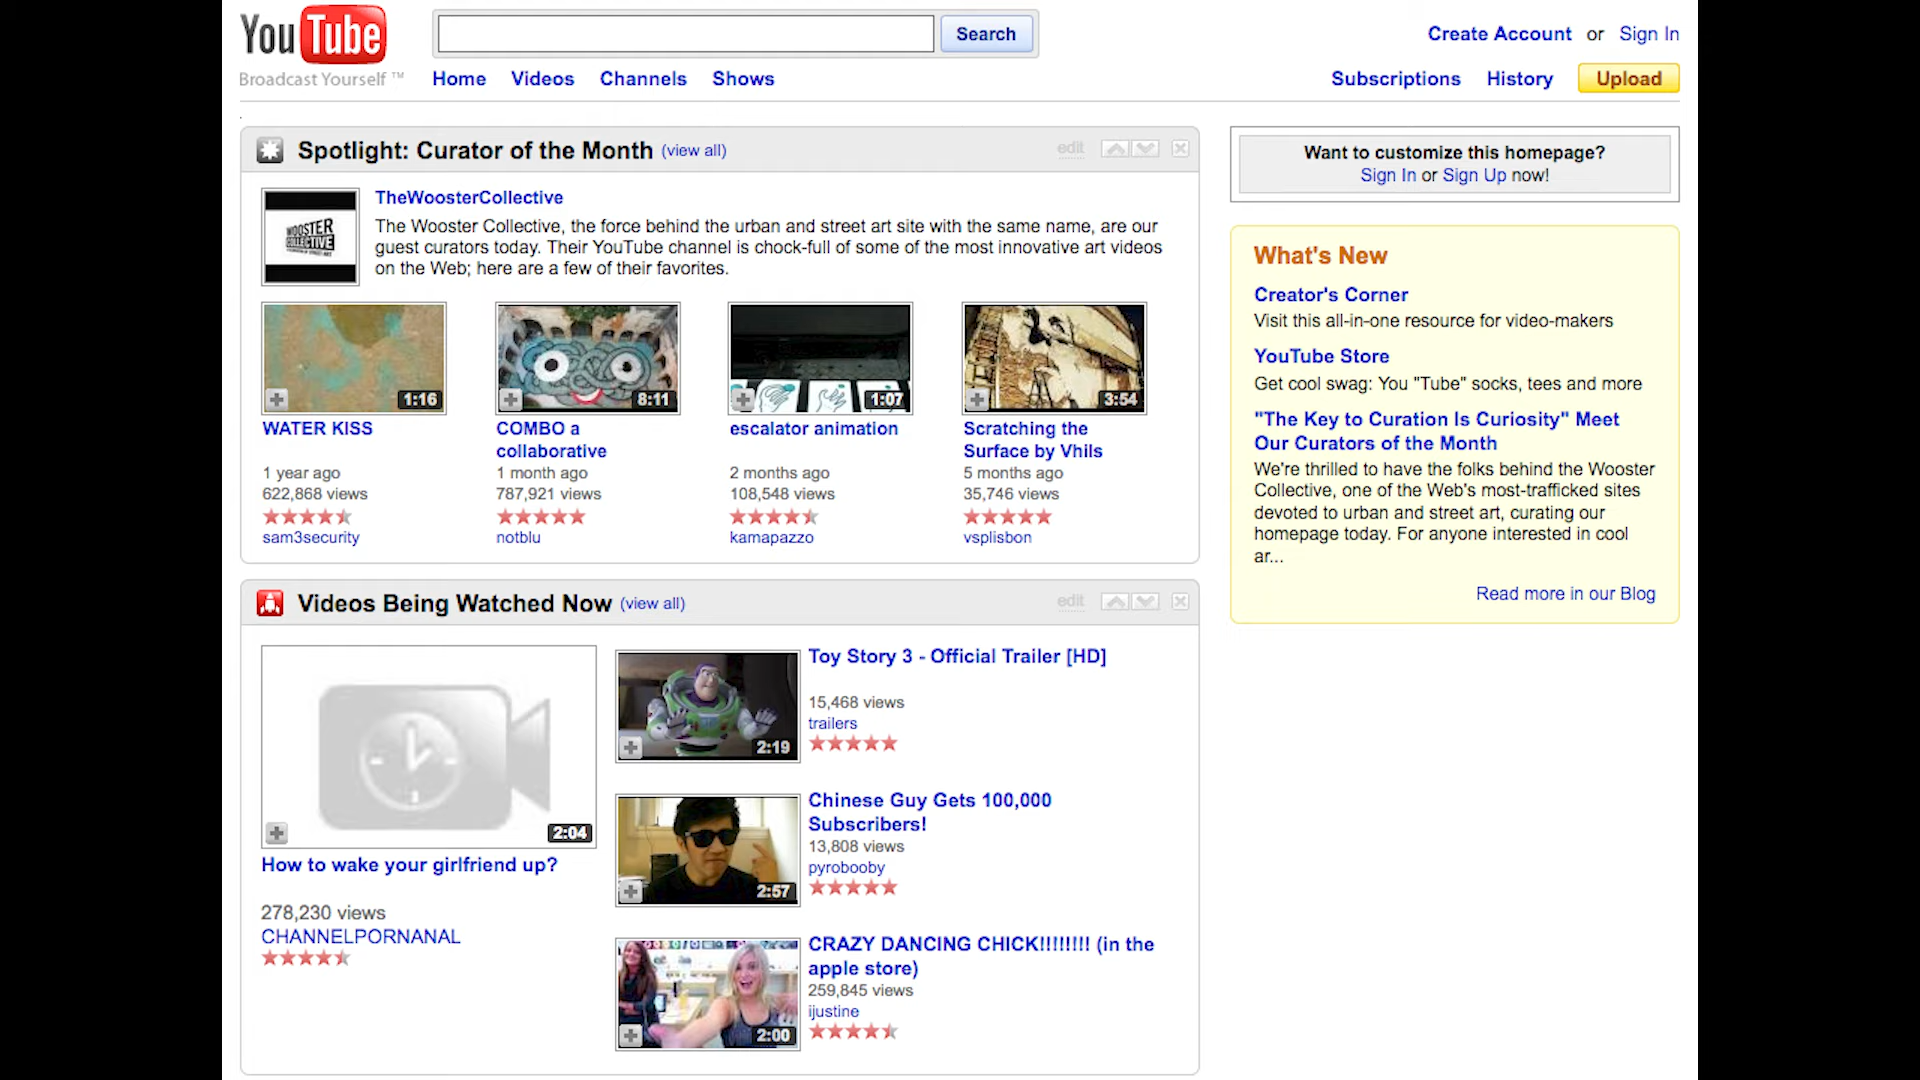 YouTube
Broadcast Yourself ™
Search
Create Account or Sign In
Home Videos Channels Shows
Subscriptions History Upload
Spotlight: Curator of the Month (view all)
edit
TheWoosterCollective
WOOSTER
COLLECTIVE
The Wooster Collective, the force behind the urban and street art site with the same name, are our
guest curators today. Their YouTube channel is chock-full of some of the most innovative art videos
on the Web; here are a few of their favorites.
1:16
8:11
1:07
3:54
WATER KISS
1 year ago
622,868 views
sam3security
COMBO a
collaborative
1 month ago
787,921 views
notblu
escalator animation
2 months ago
108,548 views
kamapazzo
Scratching the
Surface by Vhils
5 months ago
35,746 views
vsplisbon
Videos Being Watched Now (view all)
edit
2:04
How to wake your girlfriend up?
278,230 views
CHANNELPORNANAL
2:19
Toy Story 3 - Official Trailer [HD]
15,468 views
trailers
2:57
Chinese Guy Gets 100,000
Subscribers!
13,808 views
pyrobooby
2:00
CRAZY DANCING CHICK!!!!!!!! (in the
apple store)
259,845 views
ijustine
Want to customize this homepage?
Sign In or Sign Up now!
What's New
Creator's Corner
Visit this all-in-one resource for video-makers
YouTube Store
Get cool swag: You "Tube" socks, tees and more
"The Key to Curation Is Curiosity" Meet
Our Curators of the Month
We're thrilled to have the folks behind the Wooster
Collective, one of the Web's most-trafficked sites
devoted to urban and street art, curating our
homepage today. For anyone interested in cool
ar...
Read more in our Blog